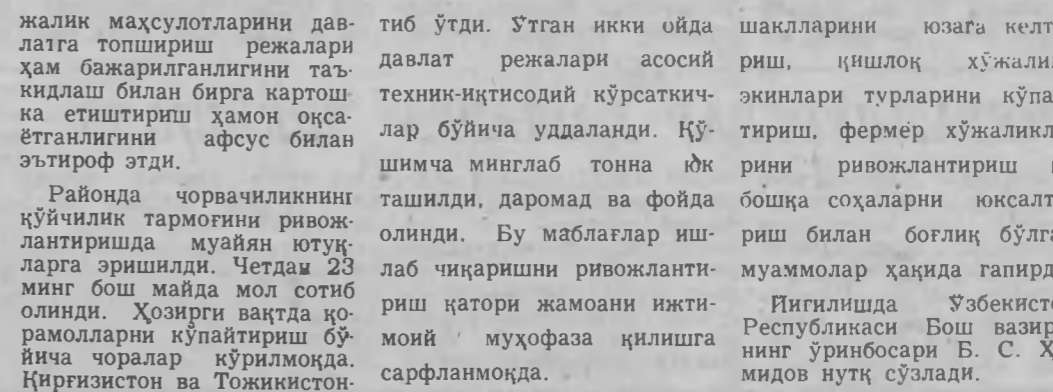 жалик маҳсулотларини дав-
латга топшириш режалари
ҳам бажарилганлигини таъ-
кидлаш билан бирга картош
ка етиштириш ҳамон оқса-
ётганлигини афсус билан
эътироф этди.
Районда чорвачиликнинг
қўйчилик тармоғини ривож-
лантиришда муайян ютуқ-
ларга эришилди. Четдан 23
минг бош майда мол сотиб
олинди. Ҳозирги вақтда қо-
рамолларни кўпайтириш бў-
йича чоралар кўрилмоқда.
Қирғизистон ва Тожикистон-
тиб ўтди. Ўтган икки ойда
давлат режалари асосий
техник-иқтисодий кўрсаткич-
лар бўйича уддаланди. Қў-
шимча минглаб тонна юк
ташилди, даромад ва фойда
олинди. Бу маблағлар иш-
лаб чиқаришни ривожланти-
риш қатори жамоани ижти-
моий муҳофаза қилишга
сарфланмоқда.
шаклларини юзага келт
риш, қишлоқ хўжали
экинлари турларини кўпа
тириш, фермер хўжаликл
рини ривожлантириш
бошқа соҳаларни юксалт
риш билан боғлиқ бўлга
муаммолар ҳақида гапирд
Йиғилишда Ўзбекисто
Республикаси Бош вазир
нинг ўринбосари Б. С. Ҳ
мидов нутқ сўзлади.